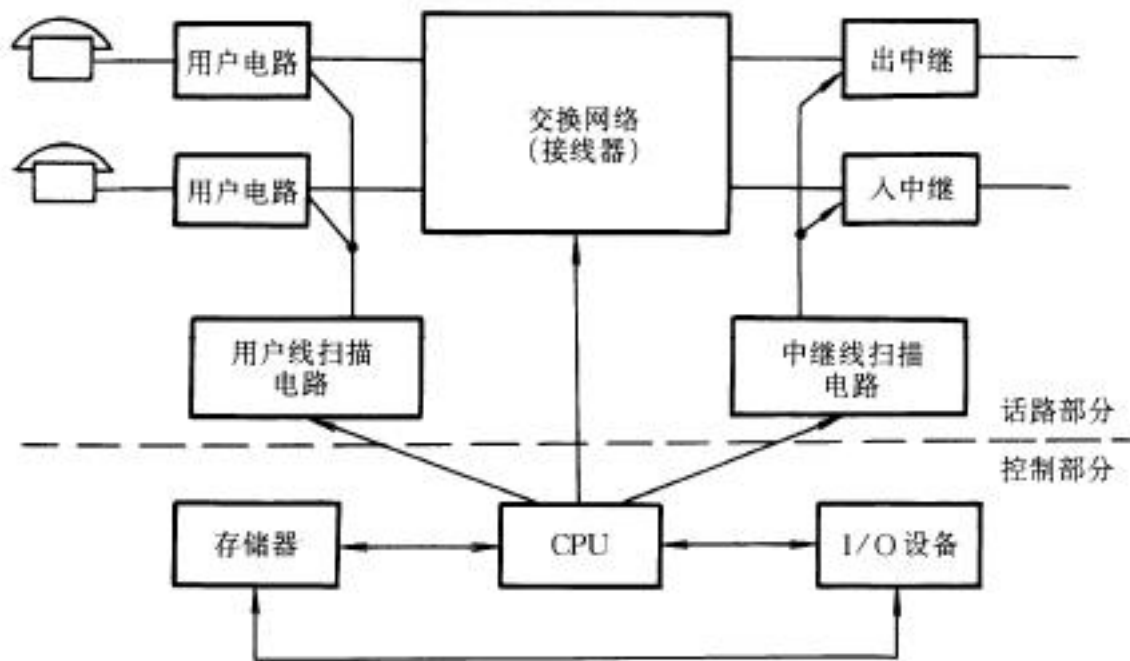 用户电路
出中继
交换网络
(接线器)
用户电路
入中继
用户线扫描
电路
中继线扫描
电路
话路部分
控制部分
存储器
CPU
I/O设备